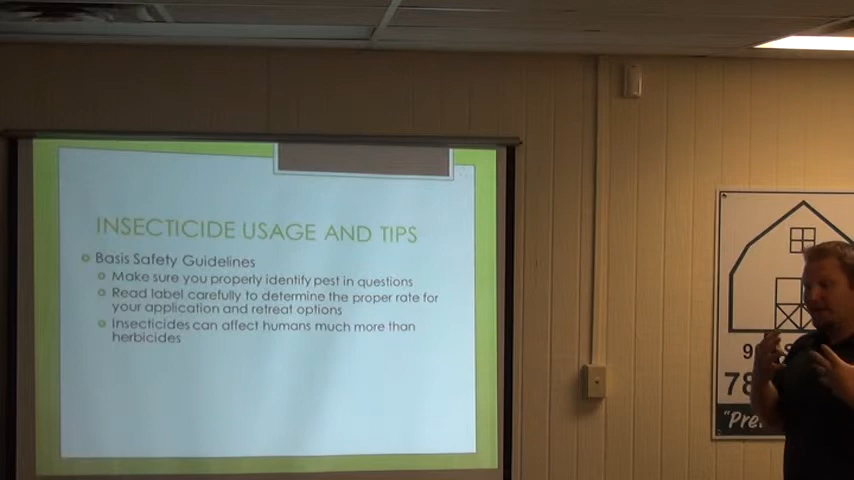 INSECTICIDE USAGE AND TIPS
Basis Safety Guidelines
Make sure you properly identify pest in questions
Read label carefully to determine the proper rate for
your application and retreat options
Insecticides can affect humans much more than
herbicides
9
78
"Pre